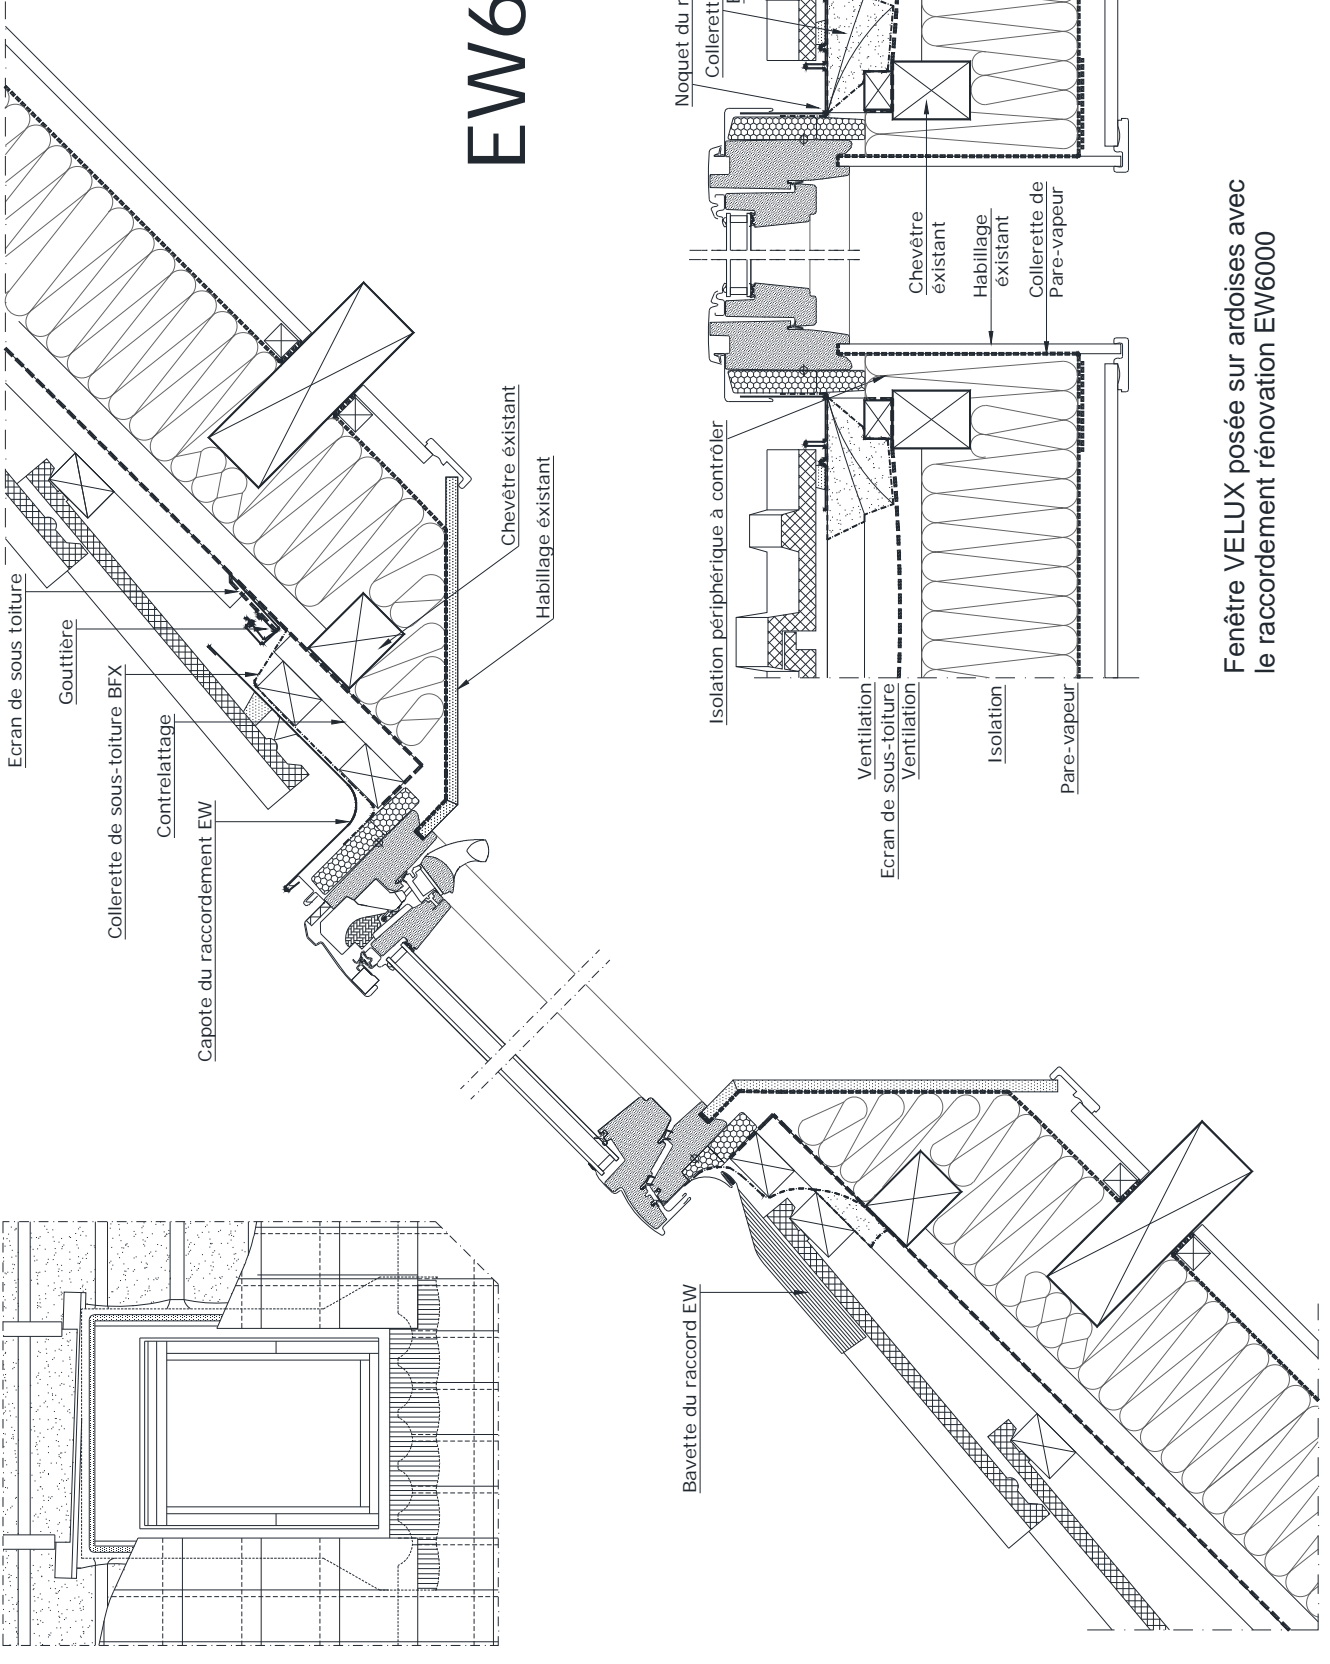 EW6
Ecran de sous toiture
Gouttière
Collerette de sous-toiture BFX
Contrelattage
Capote du raccordement EW
Chevêtre éxistant
Habillage éxistant
Bavette du raccord EW
Noquet du r
Collerett
Isolation périphérique à contrôler
Chevêtre
éxistant
Habillage
éxistant
Collerette de
Pare-vapeur
Ventilation
Ecran de sous-toiture
Ventilation
Isolation
Pare-vapeur
Fenêtre VELUX posée sur ardoises avec
le raccordement rénovation EW6000